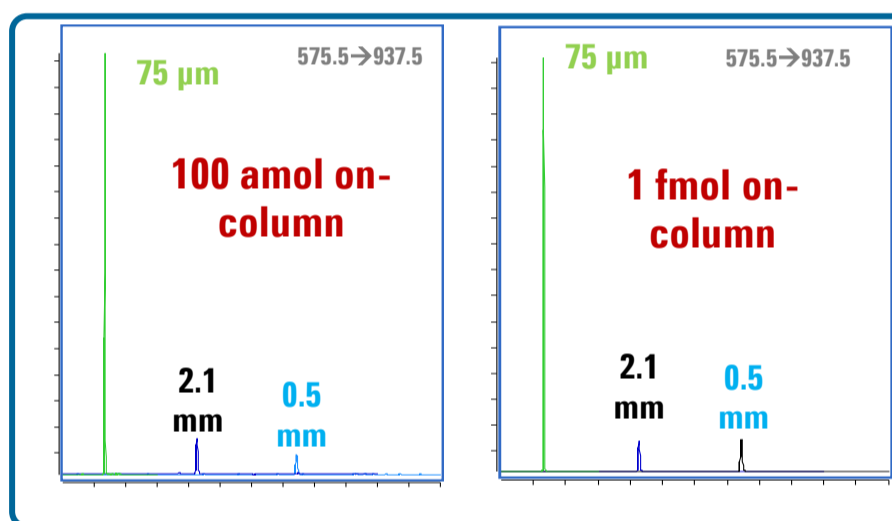 75 µm
575.5→937.5
100 amol on-
column
2.1
mm
0.5
mm
75 µm
575.5→937.5
1 fmol on-
column
2.1
mm
0.5
mm